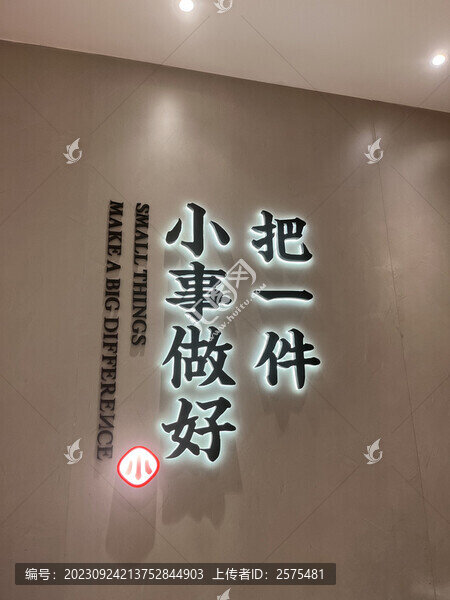 把一件
小事做好
SMALL THINGS
MAKE A BIG DIFFERENCE
小
编号:20230924213752844903 上传者ID:2575481